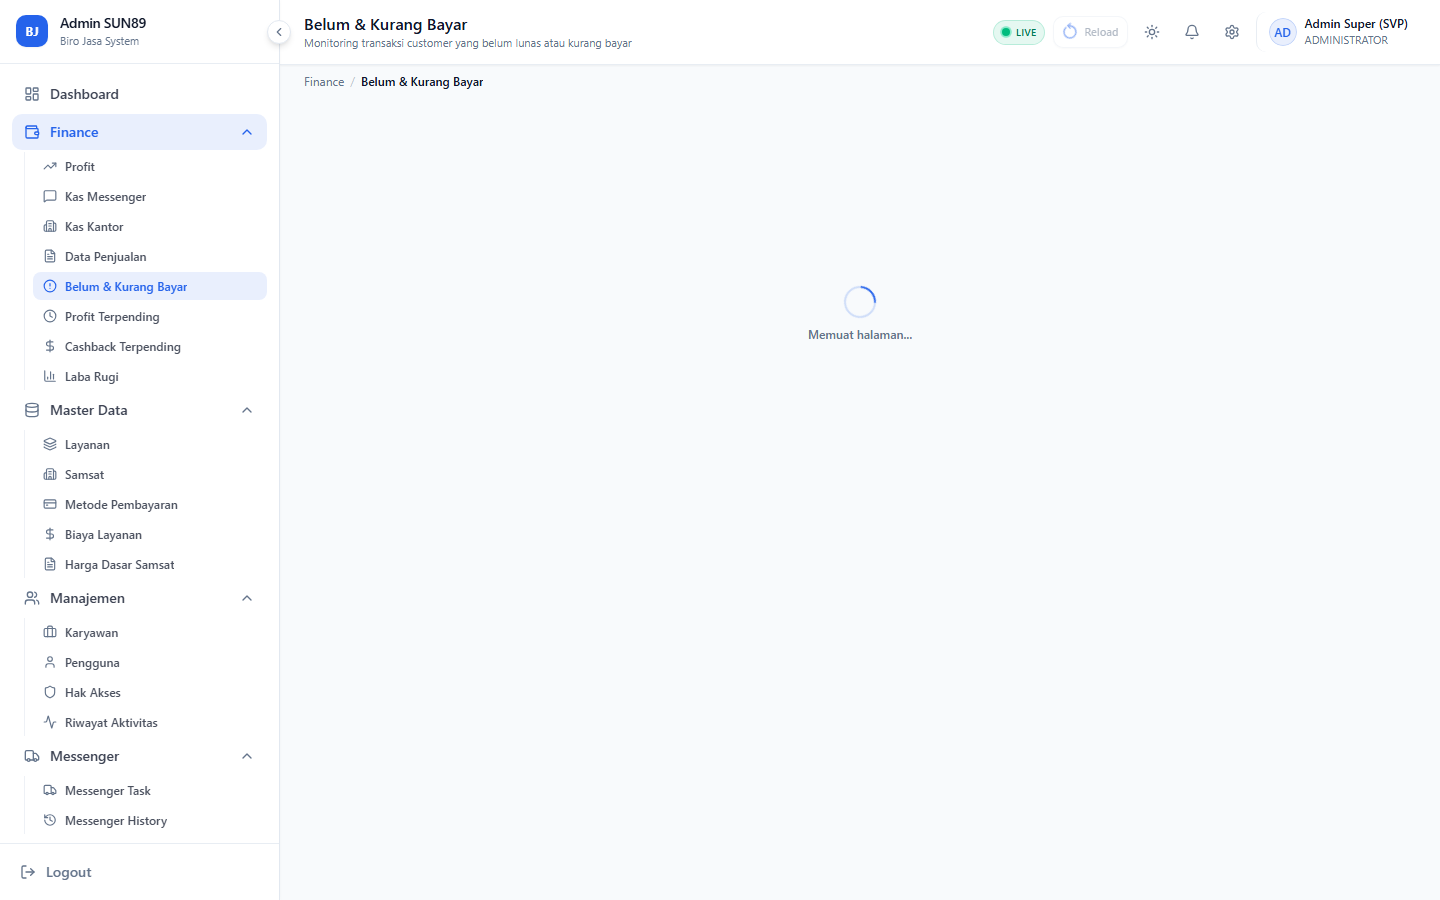 BJ
Admin SUN89
Biro Jasa System
Dashboard
Finance
Profit
Kas Messenger
Kas Kantor
Data Penjualan
Belum & Kurang Bayar
Profit Terpending
Cashback Terpending
Laba Rugi
Master Data
Layanan
Samsat
Metode Pembayaran
Biaya Layanan
Harga Dasar Samsat
Manajemen
Karyawan
Pengguna
Hak Akses
Riwayat Aktivitas
Messenger
Messenger Task
Messenger History
Logout
Belum & Kurang Bayar
Monitoring transaksi customer yang belum lunas atau kurang bayar
LIVE
Reload
AD
Admin Super (SVP)
ADMINISTRATOR
Finance / Belum & Kurang Bayar
Memuat halaman...